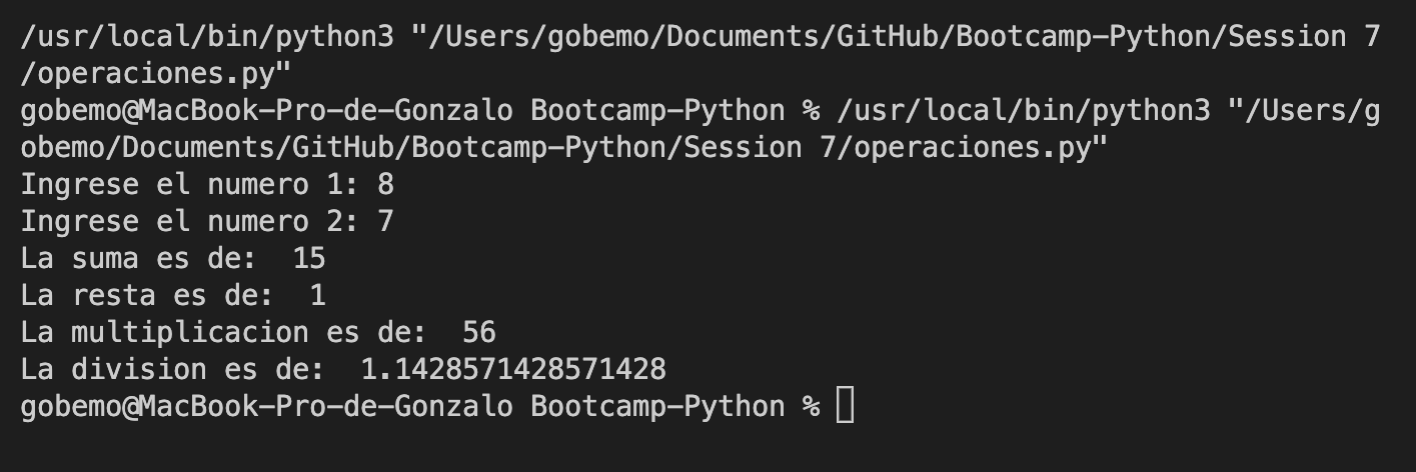 /usr/local/bin/python3 "/Users/gobemo/Documents/GitHub/Bootcamp-Python/Session 7
/operaciones.py"
gobemo@MacBook-Pro-de-Gonzalo Bootcamp-Python % /usr/local/bin/python3 "/Users/g
obemo/Documents/GitHub/Bootcamp-Python/Session 7/operaciones.py"
Ingrese el numero 1: 8
Ingrese el numero 2: 7
La suma es de:  15
La resta es de:  1
La multiplicacion es de:  56
La division es de:  1.1428571428571428
gobemo@MacBook-Pro-de-Gonzalo Bootcamp-Python %